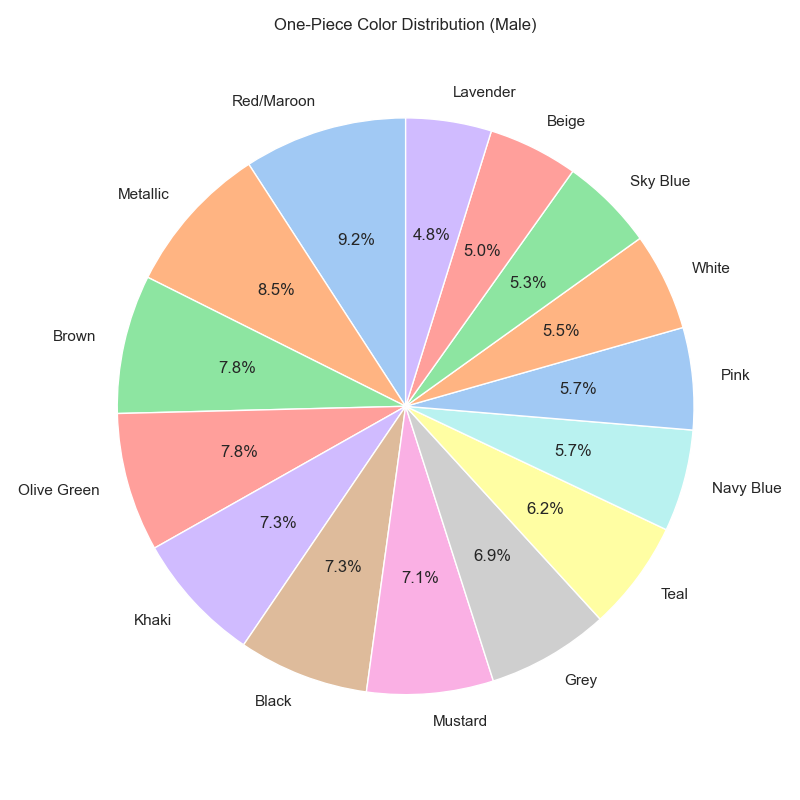 One-Piece Color Distribution (Male)
Red/Maroon
9.2%
Metallic
8.5%
Brown
7.8%
Olive Green
7.8%
Khaki
7.3%
Black
7.3%
Mustard
7.1%
Grey
6.9%
Teal
6.2%
Navy Blue
5.7%
Pink
5.7%
White
5.5%
Sky Blue
5.3%
Beige
5.0%
Lavender
4.8%